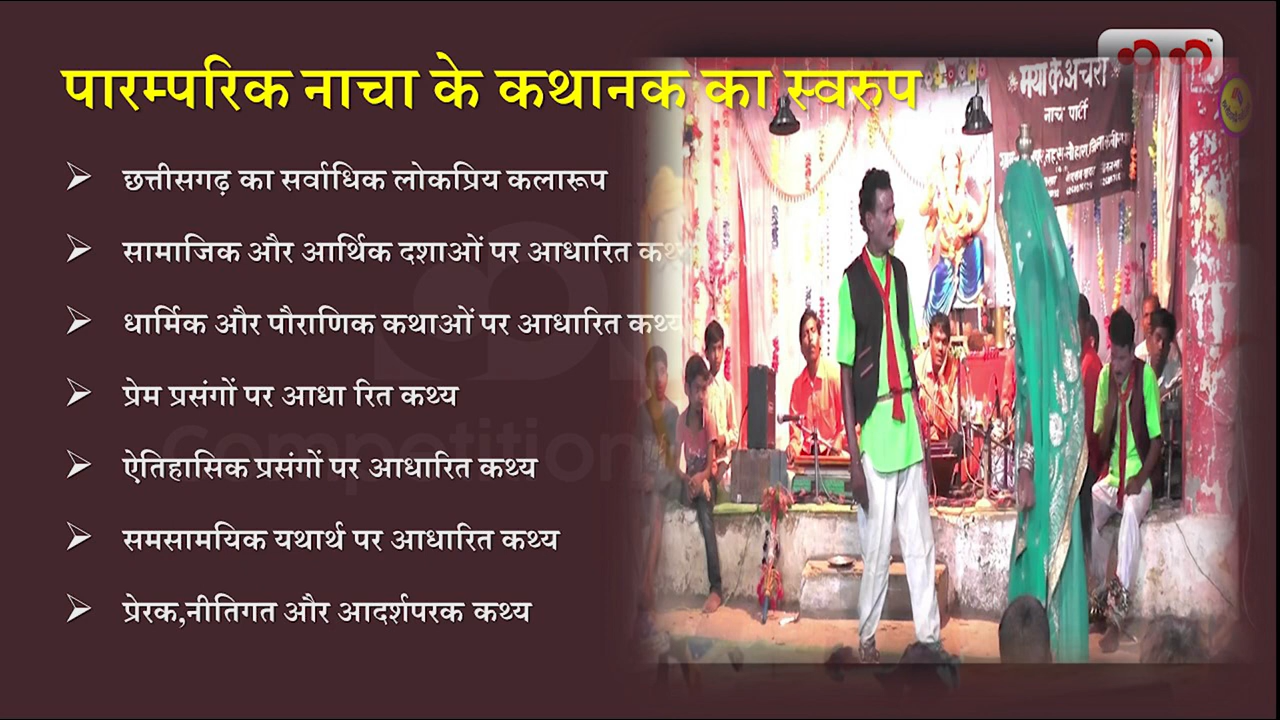 पारम्परिक नाचा के कथानक का स्वरुप
छत्तीसगढ़ का सर्वाधिक लोकप्रिय कलारूप
सामाजिक और आर्थिक दशाओं पर आधारित कथ्य
धार्मिक और पौराणिक कथाओं पर आधारित कथ्य
प्रेम प्रसंगों पर आधा रित कथ्य
ऐतिहासिक प्रसंगों पर आधारित कथ्य
समसामयिक यथार्थ पर आधारित कथ्य
प्रेरक,नीतिगत और आदर्शपरक कथ्य
मया के अंचरा
नाचा पार्टी
Competition